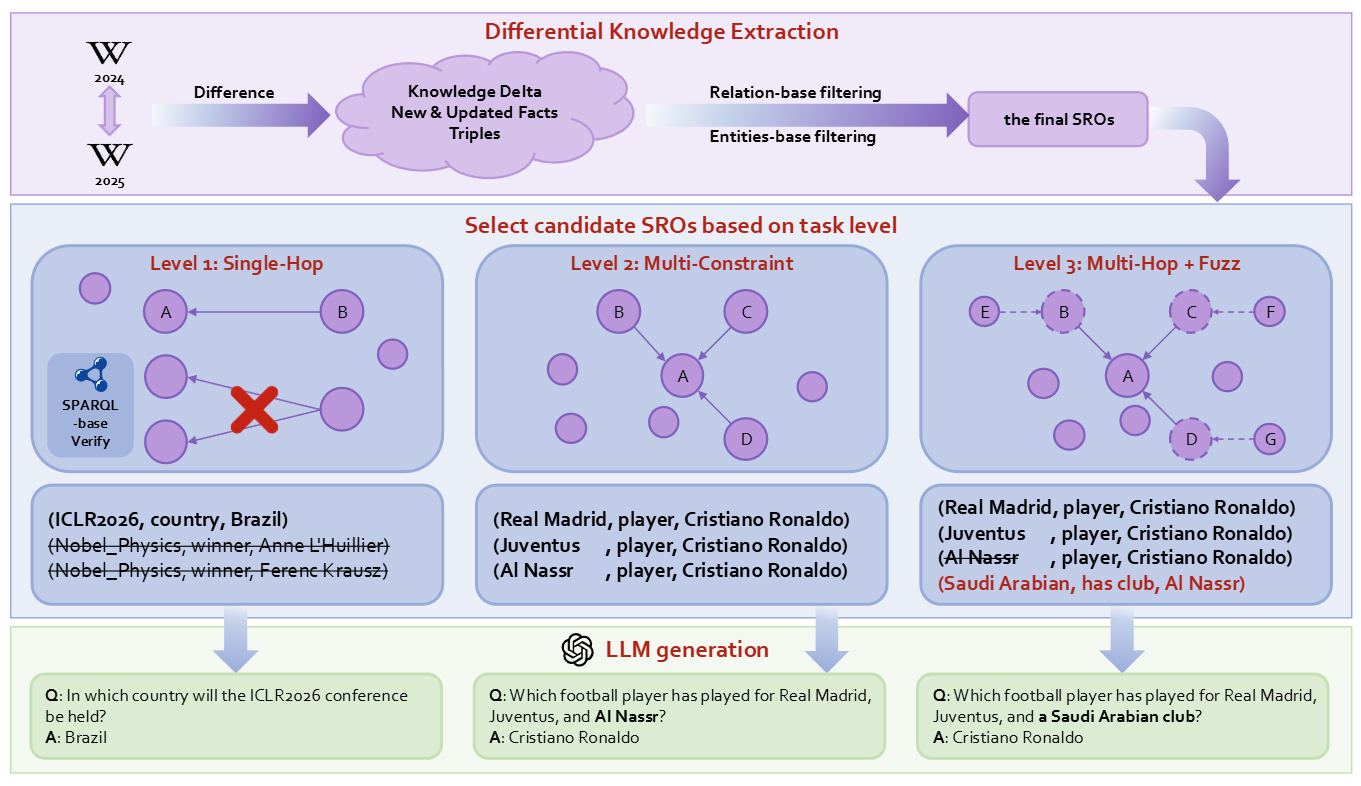 Differential Knowledge Extraction
W
2024
W
2025
Difference
Knowledge Delta
New & Updated Facts
Triples
Relation-base filtering
Entities-base filtering
the final SROs
Select candidate SROs based on task level
Level 1: Single-Hop
A
B
SPARQL
-base
Verify
(ICLR2026, country, Brazil)
(Nobel_Physics, winner, Anne L'Huillier)
(Nobel_Physics, winner, Ferenc Krausz)
Level 2: Multi-Constraint
B
C
A
D
(Real Madrid, player, Cristiano Ronaldo)
(Juventus , player, Cristiano Ronaldo)
(Al Nassr , player, Cristiano Ronaldo)
Level 3: Multi-Hop + Fuzz
E
B
C
F
A
D
G
(Real Madrid, player, Cristiano Ronaldo)
(Juventus , player, Cristiano Ronaldo)
(Al Nassr , player, Cristiano Ronaldo)
(Saudi Arabian, has club, Al Nassr)
LLM generation
Q: In which country will the ICLR2026 conference
be held?
A: Brazil
Q: Which football player has played for Real Madrid,
Juventus, and Al Nassr?
A: Cristiano Ronaldo
Q: Which football player has played for Real Madrid,
Juventus, and a Saudi Arabian club?
A: Cristiano Ronaldo